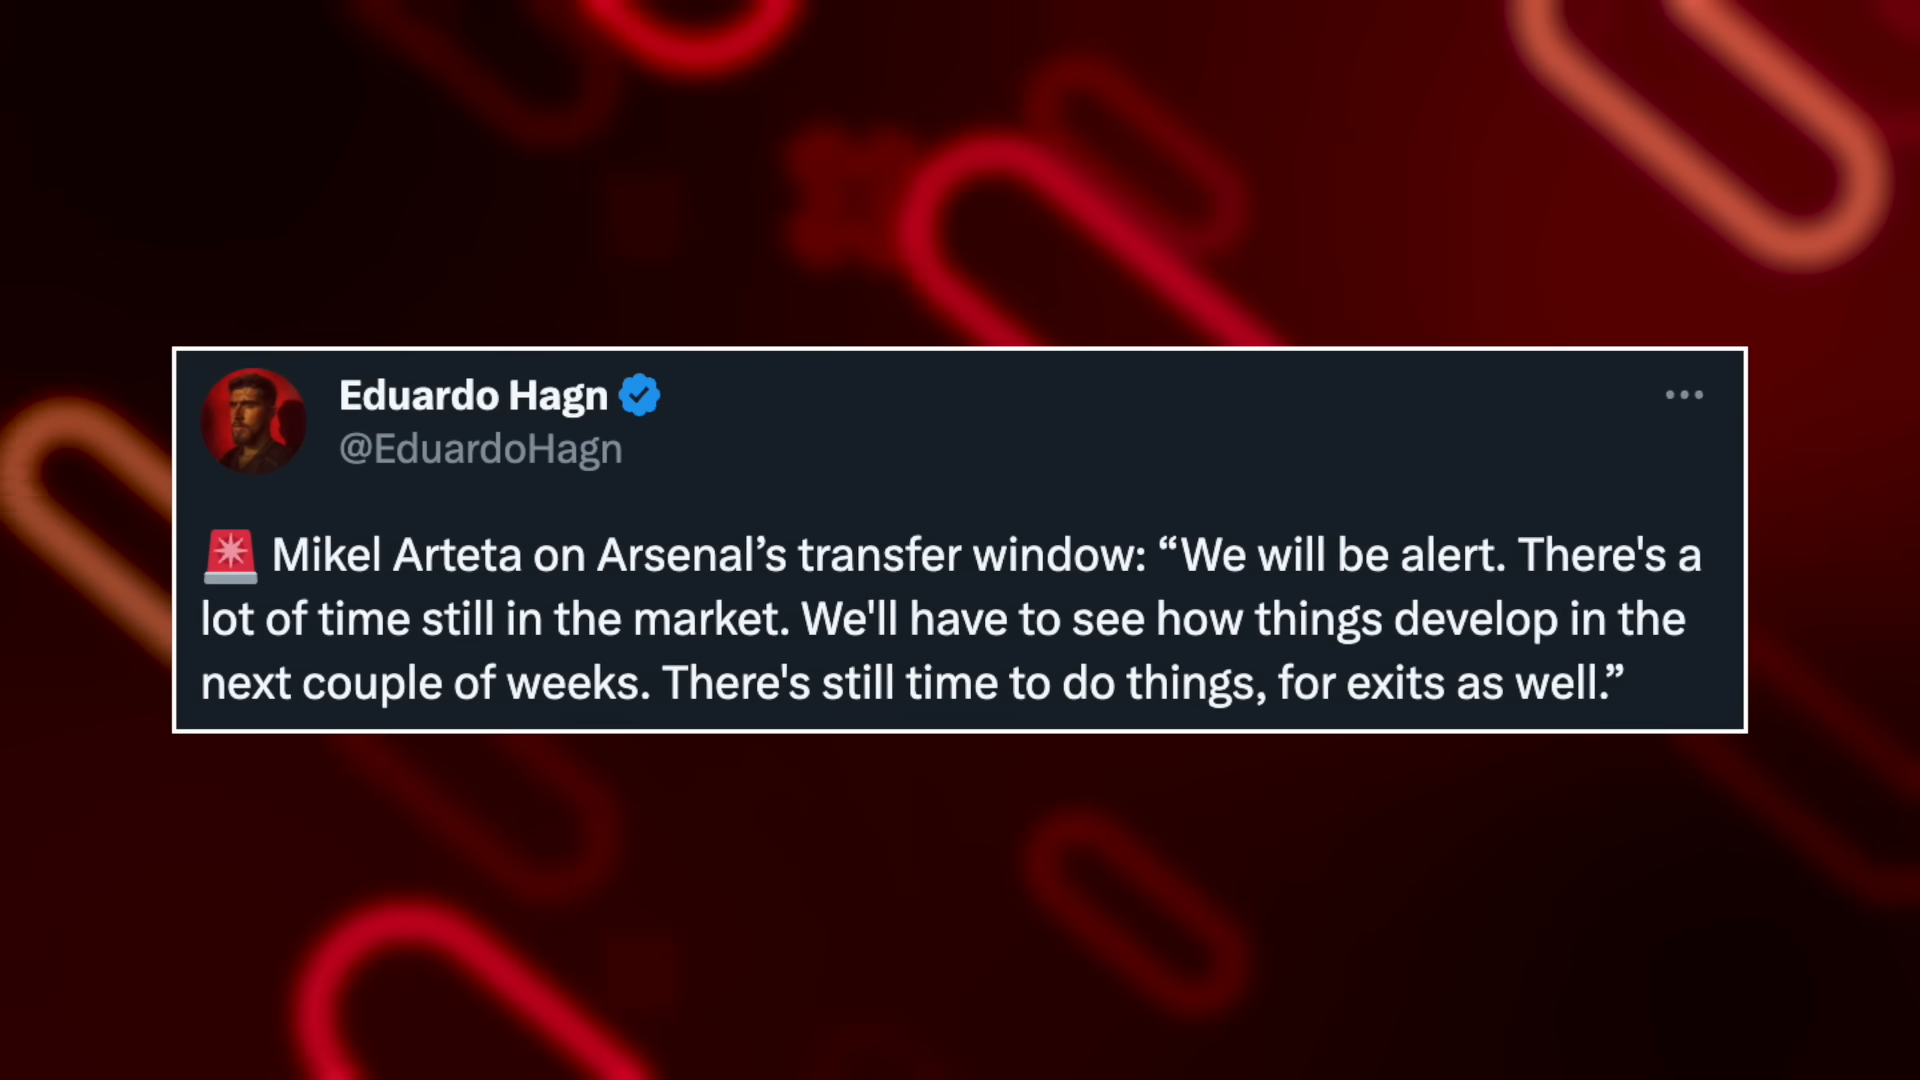 Eduardo Hagn
@EduardoHagn
🚨 Mikel Arteta on Arsenal’s transfer window: “We will be alert. There's a
lot of time still in the market. We'll have to see how things develop in the
next couple of weeks. There's still time to do things, for exits as well.”